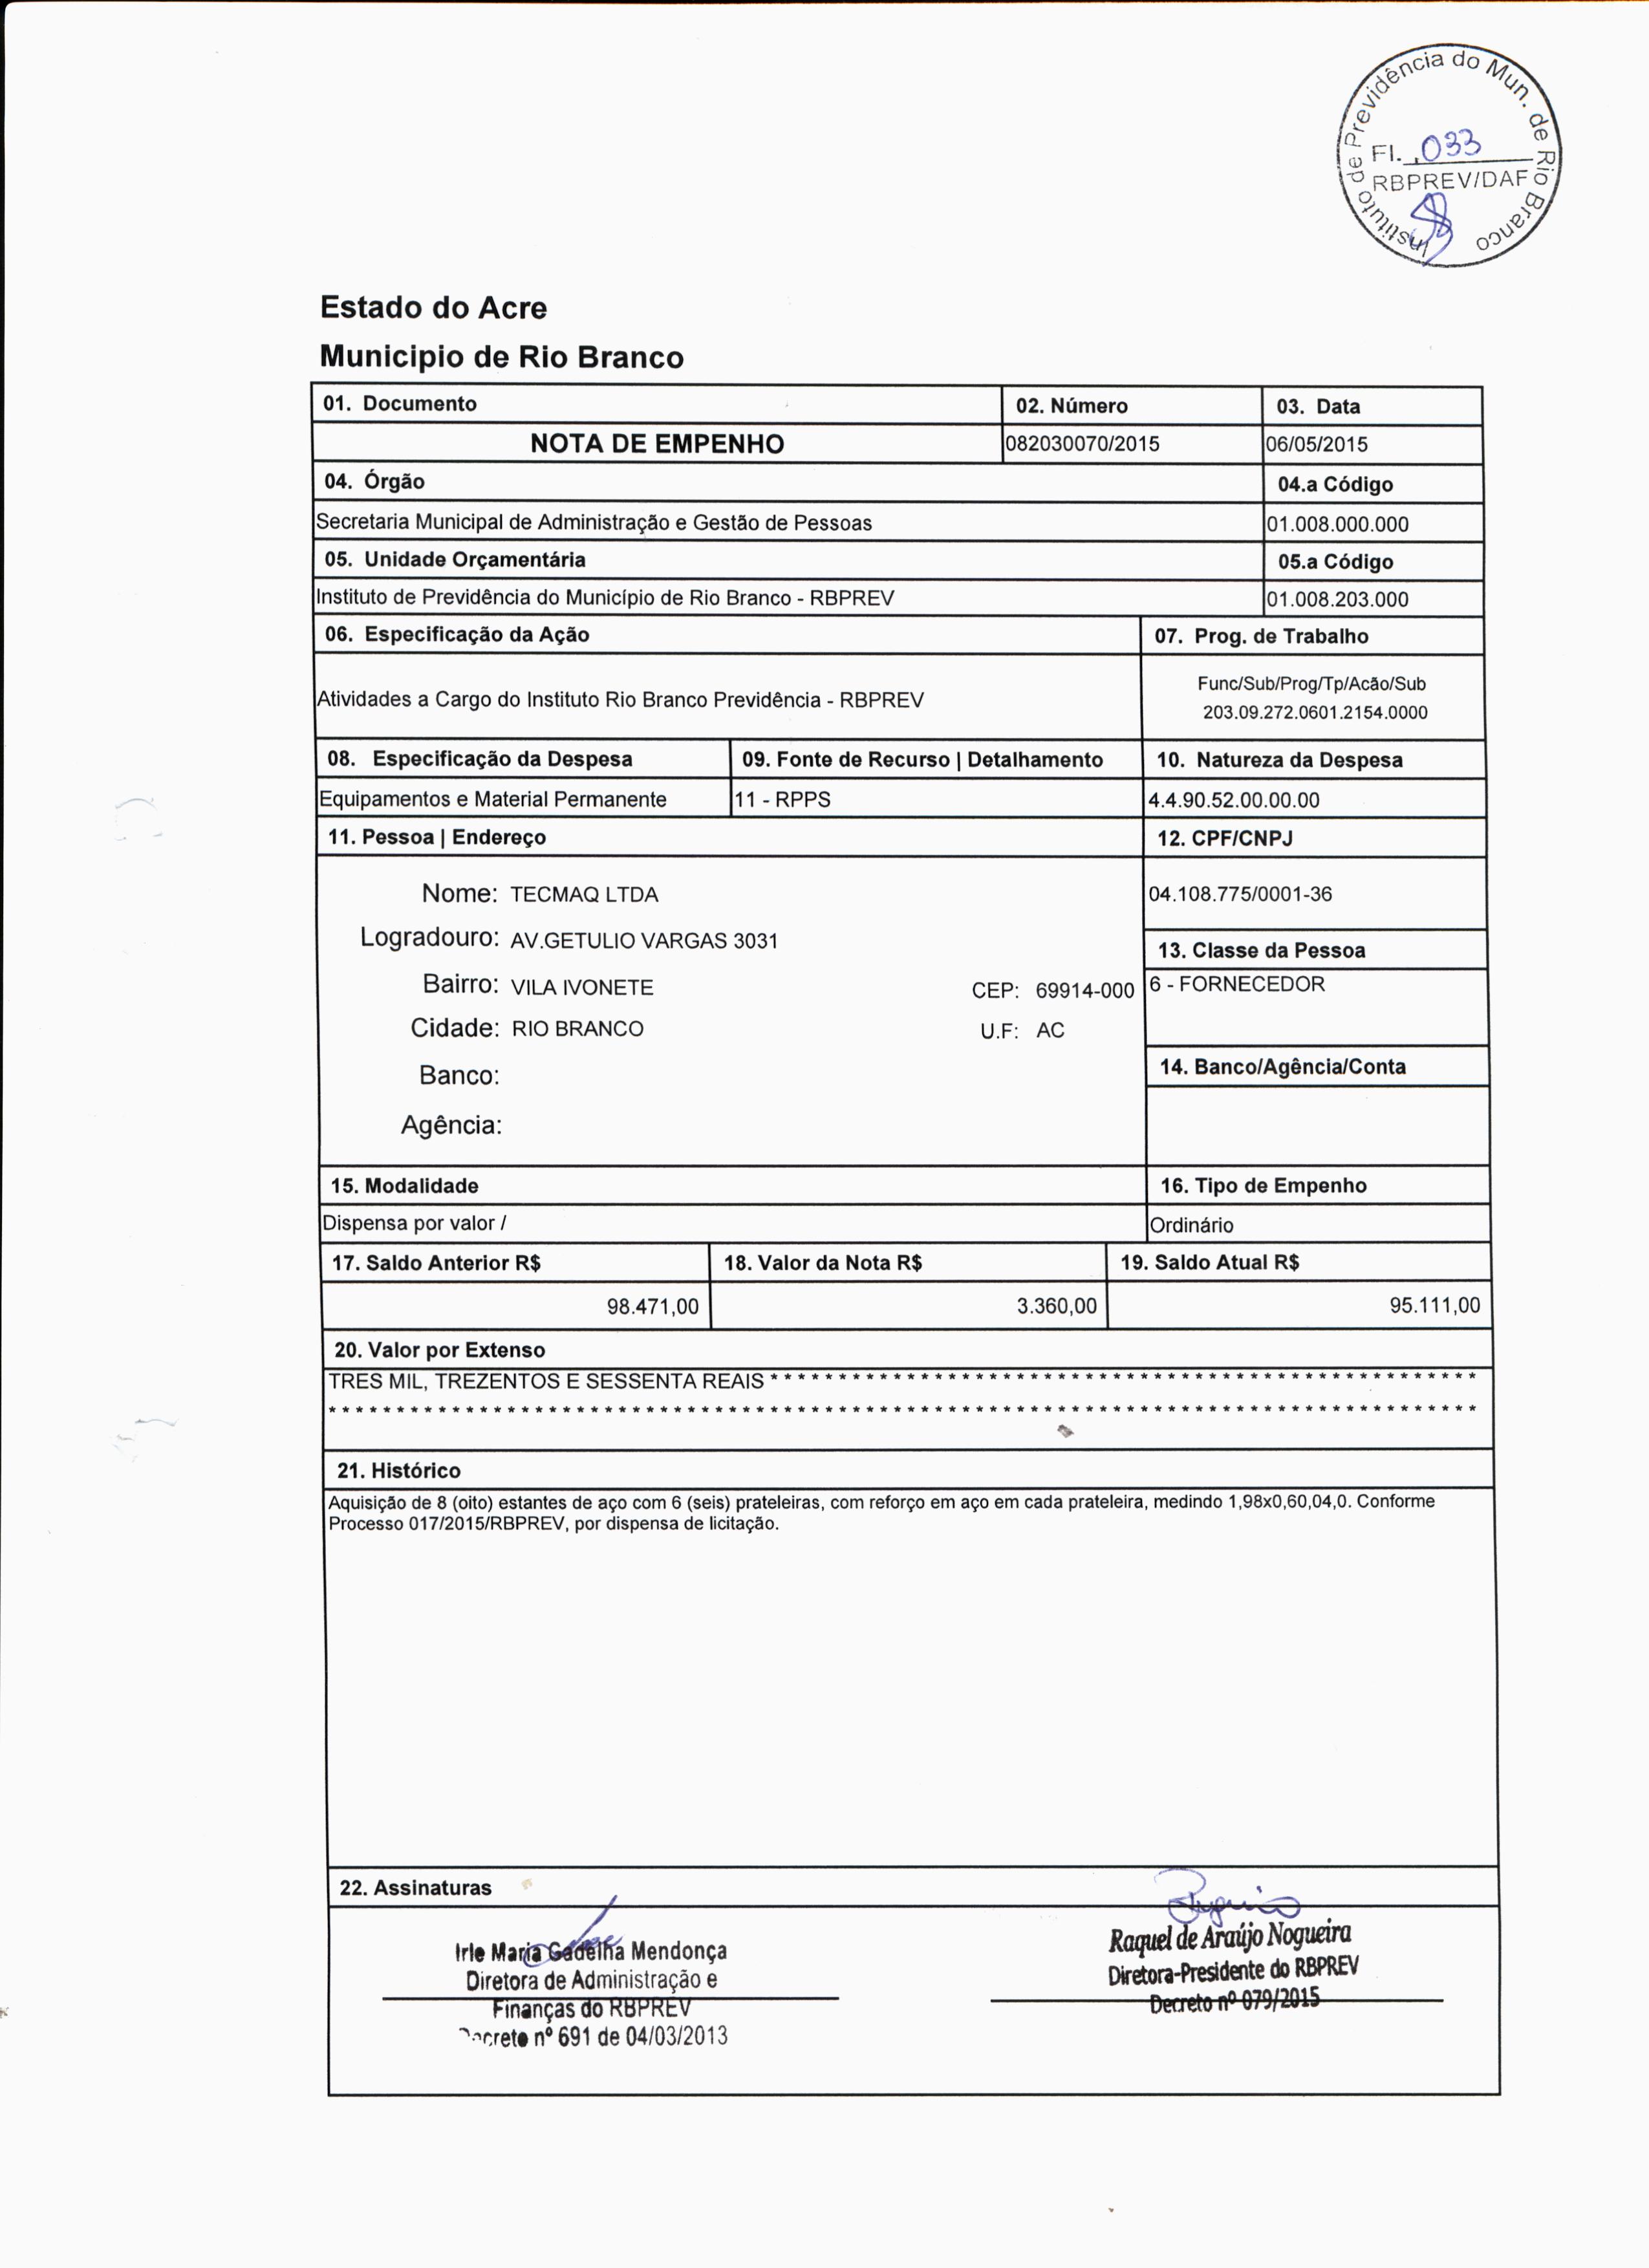 Instituto de Previdência do Mun. de Rio Branco
Fl. 033
RBPREV/DAF
Estado do Acre
Municipio de Rio Branco
01. Documento
02. Número
03. Data
NOTA DE EMPENHO
082030070/2015
06/05/2015
04. Órgão
04.a Código
Secretaria Municipal de Administração e Gestão de Pessoas
01.008.000.000
05. Unidade Orçamentária
05.a Código
Instituto de Previdência do Município de Rio Branco - RBPREV
01.008.203.000
06. Especificação da Ação
07. Prog. de Trabalho
Atividades a Cargo do Instituto Rio Branco Previdência - RBPREV
Func/Sub/Prog/Tp/Acão/Sub
203.09.272.0601.2154.0000
08. Especificação da Despesa
09. Fonte de Recurso | Detalhamento
10. Natureza da Despesa
Equipamentos e Material Permanente
11 - RPPS
4.4.90.52.00.00.00
11. Pessoa | Endereço
12. CPF/CNPJ
Nome: TECMAQ LTDA
04.108.775/0001-36
Logradouro: AV.GETULIO VARGAS 3031
13. Classe da Pessoa
Bairro: VILA IVONETE CEP: 69914-000
6 - FORNECEDOR
Cidade: RIO BRANCO U.F: AC
Banco:
14. Banco/Agência/Conta
Agência:
15. Modalidade
16. Tipo de Empenho
Dispensa por valor /
Ordinário
17. Saldo Anterior R$
18. Valor da Nota R$
19. Saldo Atual R$
98.471,00
3.360,00
95.111,00
20. Valor por Extenso
TRES MIL, TREZENTOS E SESSENTA REAIS * * * * * * * * * * * * * * * * * * * * * * * * * * * * * * * * * * * * * * * * * * * * * * * * * * * *
* * * * * * * * * * * * * * * * * * * * * * * * * * * * * * * * * * * * * * * * * * * * * * * * * * * * * * * * * * * * * * * * * * * * * * * * * * * * * * * * * * * *
21. Histórico
Aquisição de 8 (oito) estantes de aço com 6 (seis) prateleiras, com reforço em aço em cada prateleira, medindo 1,98x0,60,04,0. Conforme
Processo 017/2015/RBPREV, por dispensa de licitação.
22. Assinaturas
Irle Maria Gadelha Mendonça
Diretora de Administração e
Finanças do RBPREV
Decreto nº 691 de 04/03/2013
Raquel de Araújo Nogueira
Diretora-Presidente do RBPREV
Decreto nº 079/2015